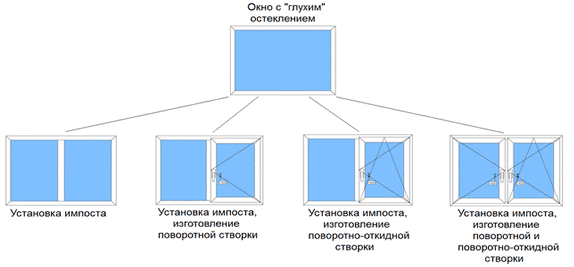 Окно с "глухим"
остеклением
Установка импоста
Установка импоста,
изготовление
поворотной створки
Установка импоста,
изготовление
поворотно-откидной
створки
Установка импоста,
изготовление
поворотной и
поворотно-откидной
створки